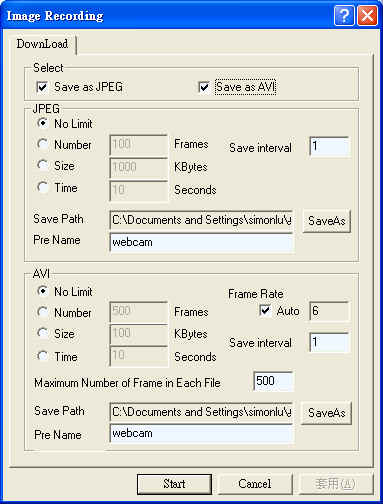 Image Recording
DownLoad
Select
Save as JPEG Save as AVI
JPEG
No Limit
Number 100 Frames Save interval 1
Size 1000 KBytes
Time 10 Seconds
Save Path C:\Documents and Settings\simonlu\ SaveAs
Pre Name webcam
AVI
No Limit Frame Rate
Number 500 Frames Auto 6
Size 100 KBytes
Time 10 Seconds Save interval 1
Maximum Number of Frame in Each File 500
Save Path C:\Documents and Settings\simonlu\ SaveAs
Pre Name webcam
Start Cancel 套用(A)